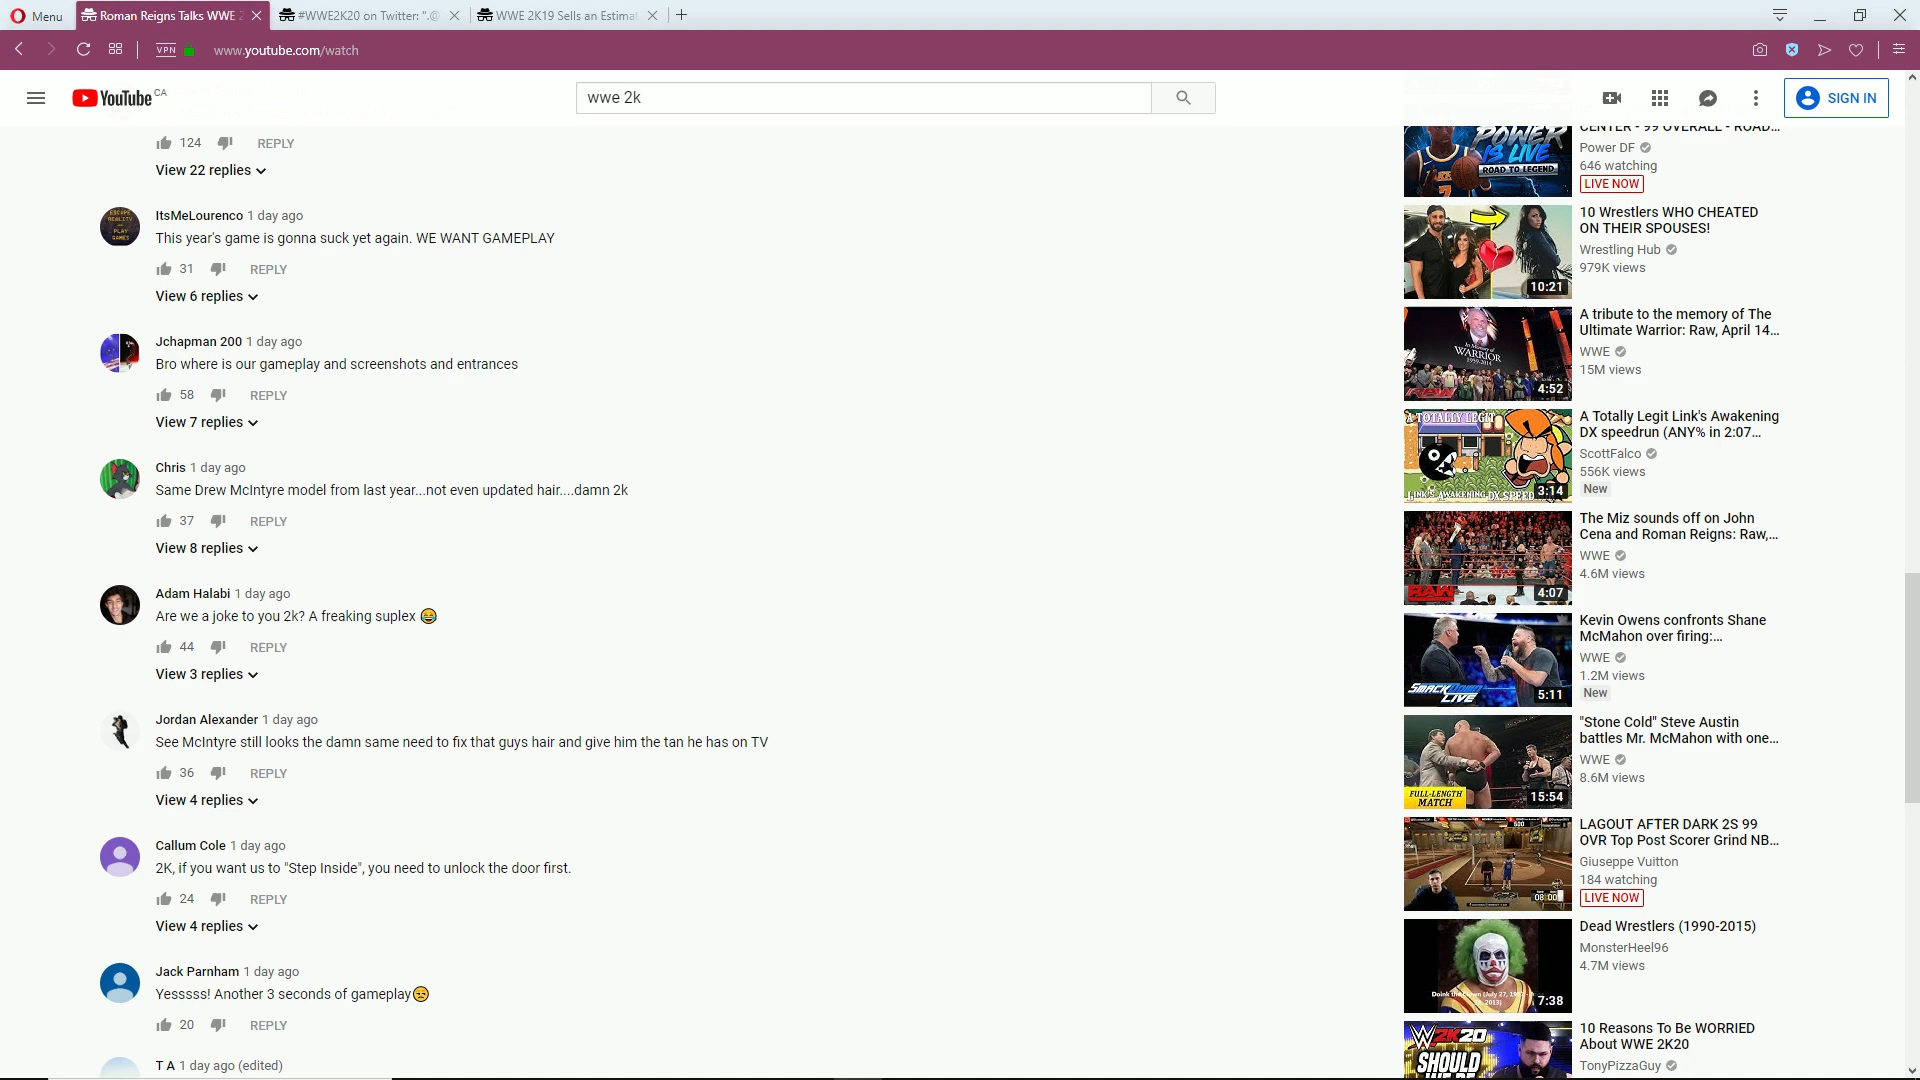 Menu
Roman Reigns Talks WWE 2
#WWE2K20 on Twitter: ".@
WWE 2K19 Sells an Estimat
VPN
www.youtube.com/watch
YouTube CA
wwe 2k
SIGN IN
124
REPLY
View 22 replies
ItsMeLourenco 1 day ago
This year's game is gonna suck yet again. WE WANT GAMEPLAY
31
REPLY
View 6 replies
Jchapman 200 1 day ago
Bro where is our gameplay and screenshots and entrances
58
REPLY
View 7 replies
Chris 1 day ago
Same Drew McIntyre model from last year...not even updated hair....damn 2k
37
REPLY
View 8 replies
Adam Halabi 1 day ago
Are we a joke to you 2k? A freaking suplex 😂
44
REPLY
View 3 replies
Jordan Alexander 1 day ago
See McIntyre still looks the damn same need to fix that guys hair and give him the tan he has on TV
36
REPLY
View 4 replies
Callum Cole 1 day ago
2K, if you want us to "Step Inside", you need to unlock the door first.
24
REPLY
View 4 replies
Jack Parnham 1 day ago
Yesssss! Another 3 seconds of gameplay😒
20
REPLY
T A 1 day ago (edited)
POWER
IS LIVE
ROAD TO LEGEND
CENTER - 99 OVERALL - ROAD...
Power DF
646 watching
LIVE NOW
10:21
10 Wrestlers WHO CHEATED
ON THEIR SPOUSES!
Wrestling Hub
979K views
In Memory of
WARRIOR
1959-2014
4:52
A tribute to the memory of The
Ultimate Warrior: Raw, April 14...
WWE
15M views
A TOTALLY LEGIT
LINK'S AWAKENING DX SPEED
3:14
A Totally Legit Link's Awakening
DX speedrun (ANY% in 2:07...
ScottFalco
556K views
New
RAW
4:07
The Miz sounds off on John
Cena and Roman Reigns: Raw,...
WWE
4.6M views
SMACKDOWN
LIVE
5:11
Kevin Owens confronts Shane
McMahon over firing:...
WWE
1.2M views
New
FULL-LENGTH
MATCH
15:54
"Stone Cold" Steve Austin
battles Mr. McMahon with one...
WWE
8.6M views
LAGOUT AFTER DARK 2S 99
OVR Top Post Scorer Grind NB...
Giuseppe Vuitton
184 watching
LIVE NOW
7:38
Dead Wrestlers (1990-2015)
MonsterHeel96
4.7M views
2K20
SHOULD
10 Reasons To Be WORRIED
About WWE 2K20
TonyPizzaGuy